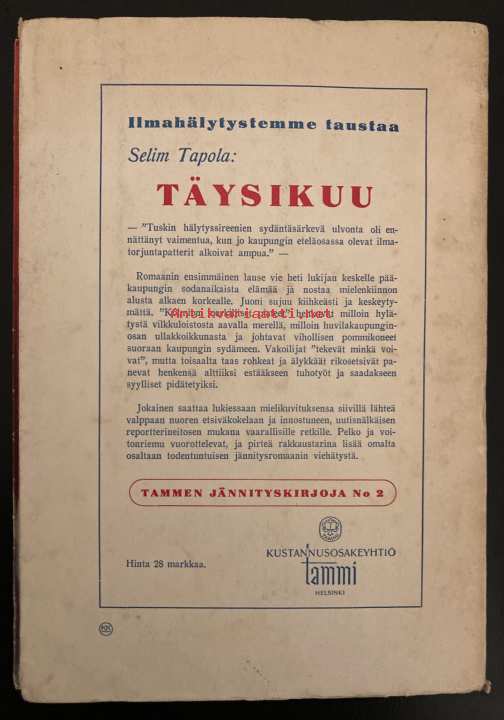 Ilmahälytystemme taustaa
Selim Tapola:
TÄYSIKUU
— "Tuskin hälytyssireenien sydäntäsärkevä ulvonta oli en-
nättänyt vaimentua, kun jo kaupungin eteläosassa olevat ilma-
torjuntapatterit alkoivat ampua." —
Romaanin ensimmäinen lause vie heti lukijan keskelle pää-
kaupungin sodanaikaista elämää ja nostaa mielenkiinnon
alusta alkaen korkealle. Juoni sujuu kiihkeästi ja keskeyty-
mättä.
Antikvariaatti.net
milloin hylä-
tystä vilkkuloistosta aavalla merellä, milloin huvilakaupungin-
osan ullakkoikkunasta ja johtavat vihollisen pommikoneet
suoraan kaupungin sydämeen. Vakoilijat "tekevät minkä voi-
vat", mutta toisaalta taas rohkeat ja älykkäät rikosetsivät pa-
nevat henkensä alttiiksi estääkseen tuhotyöt ja saadakseen
syylliset pidätetyiksi.
Jokainen saattaa lukiessaan mielikuvituksensa siivillä lähteä
valppaan nuoren etsiväkokelaan ja innostuneen, uutisnälkäisen
reportterineitosen mukana vaarallisille retkille. Pelko ja voi-
tonriemu vuorottelevat, ja pirteä rakkaustarina lisää omalta
osaltaan todentuntuisen jännitysromaanin viehätystä.
TAMMEN JÄNNITYSKIRJOJA No 2
Hinta 28 markkaa.
KUSTANNUSOSAKEYHTIÖ
tammi
HELSINKI